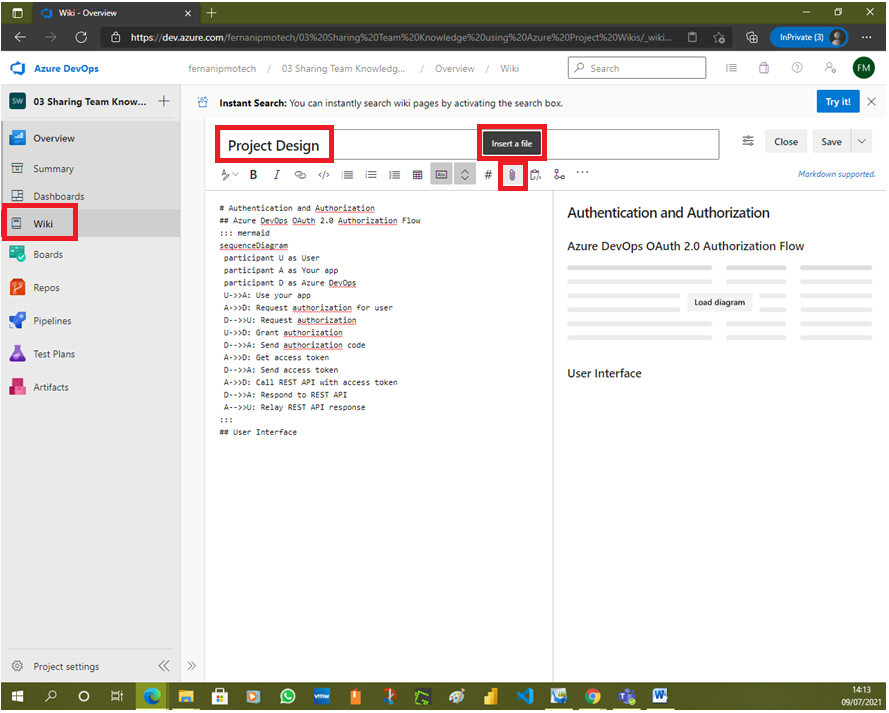 Wiki - Overview
https://dev.azure.com/fernanipmotech/03%20Sharing%20Team%20Knowledge%20using%20Azure%20Project%20Wikis/_wiki...
InPrivate (3)
Azure DevOps
fernanipmotech / 03 Sharing Team Knowledg... / Overview / Wiki
Search
FM
SW
03 Sharing Team Know...
Instant Search: You can instantly search wiki pages by activating the search box.
Try it!
Overview
Summary
Dashboards
Wiki
Boards
Repos
Pipelines
Test Plans
Artifacts
Project settings
Project Design
Insert a file
Close
Save
B I </> #
Markdown supported.
# Authentication and Authorization
## Azure DevOps OAuth 2.0 Authorization Flow
::: mermaid
sequenceDiagram
participant U as User
participant A as Your app
participant D as Azure DevOps
U->>A: Use your app
A->>D: Request authorization for user
D-->>U: Request authorization
U->>D: Grant authorization
D-->>A: Send authorization code
A->>D: Get access token
D-->>A: Send access token
A->>D: Call REST API with access token
D-->>A: Respond to REST API
A-->>U: Relay REST API response
:::
## User Interface
Authentication and Authorization
Azure DevOps OAuth 2.0 Authorization Flow
Load diagram
User Interface
vmw
14:13
09/07/2021